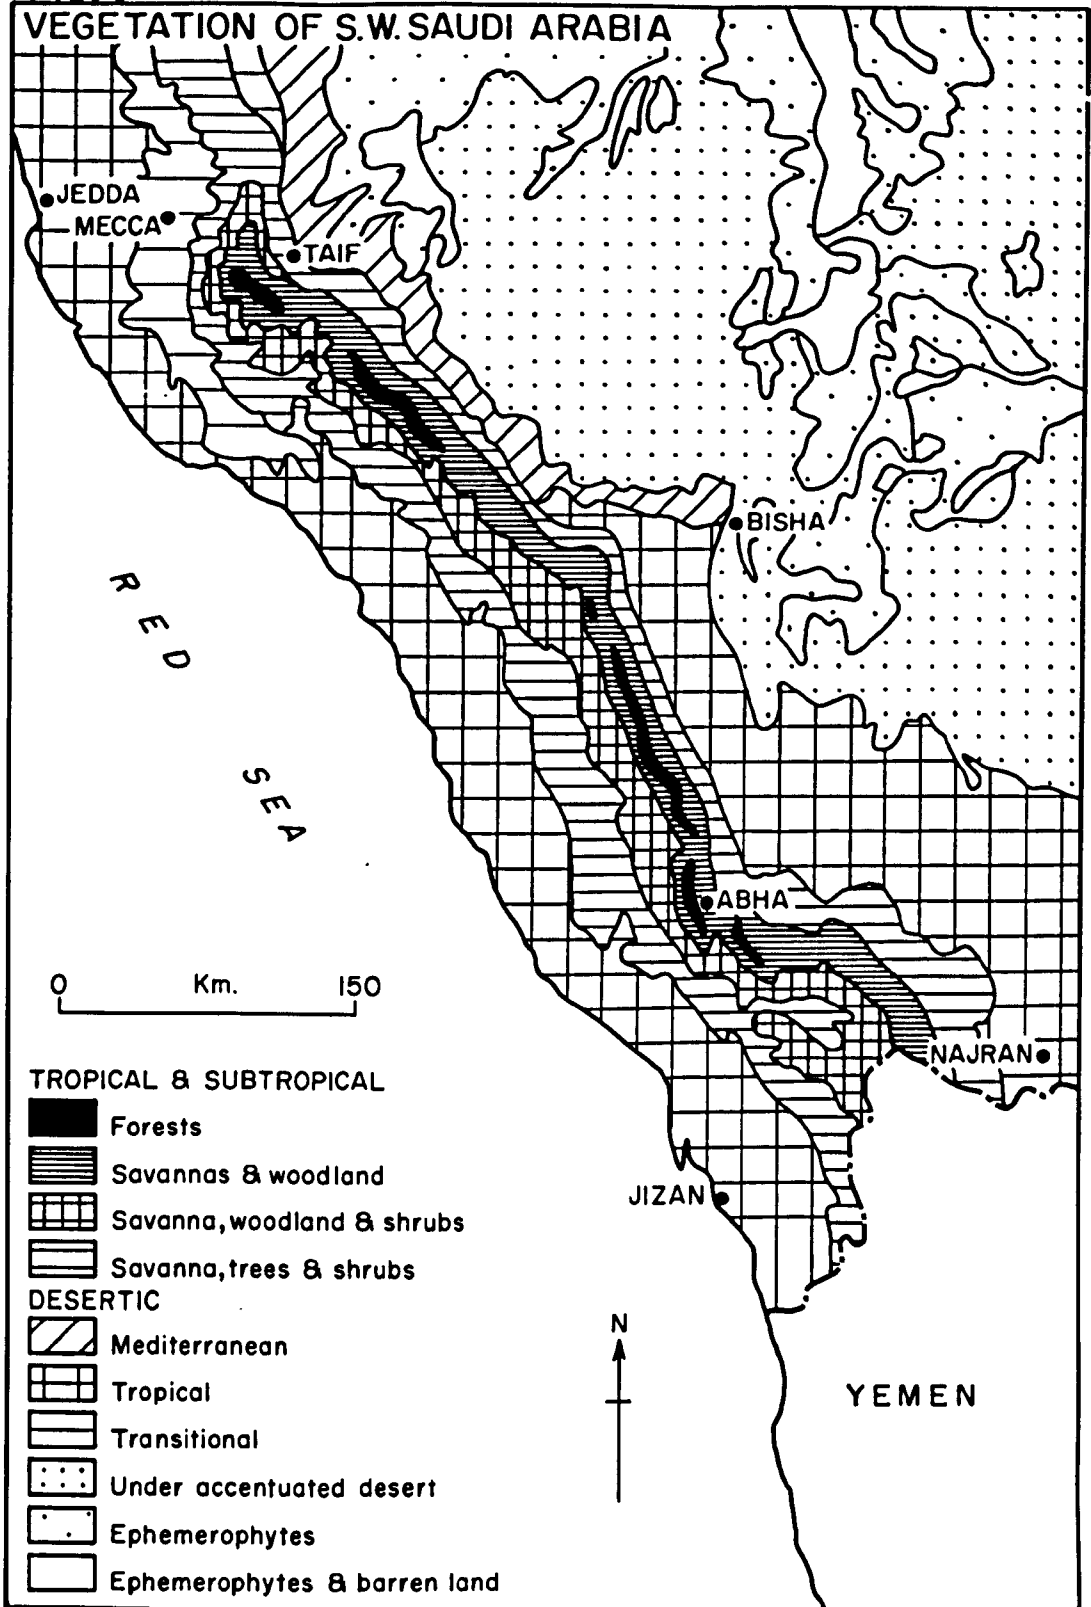 VEGETATION OF S.W. SAUDI ARABIA
JEDDA
MECCA
TAIF
BISHA
RED
SEA
ABHA
0 Km. 150
NAJRAN
TROPICAL & SUBTROPICAL
Forests
Savannas & woodland
Savanna, woodland & shrubs
JIZAN
Savanna, trees & shrubs
DESERTIC
Mediterranean
N
Tropical
YEMEN
Transitional
Under accentuated desert
Ephemerophytes
Ephemerophytes & barren land